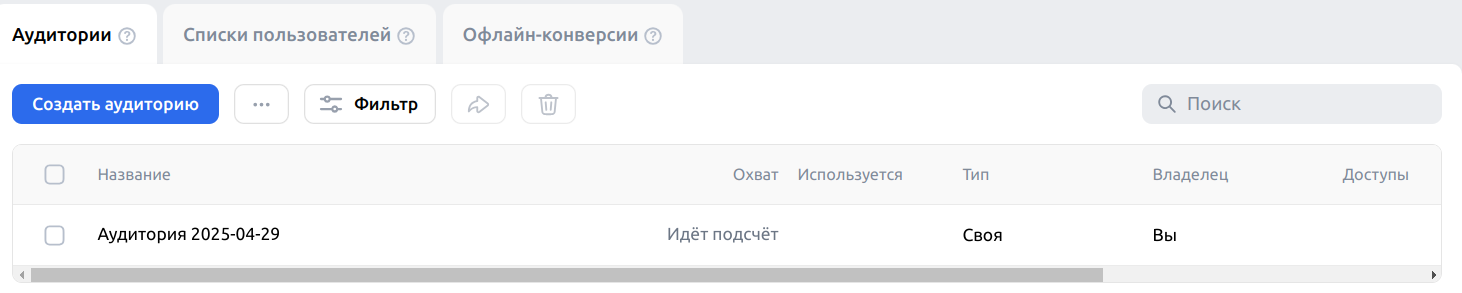 Аудитории
Списки пользователей
Офлайн-конверсии
Создать аудиторию ... Фильтр Поиск
Название Охват Используется Тип Владелец Доступы
Аудитория 2025-04-29 Идёт подсчёт Своя Вы